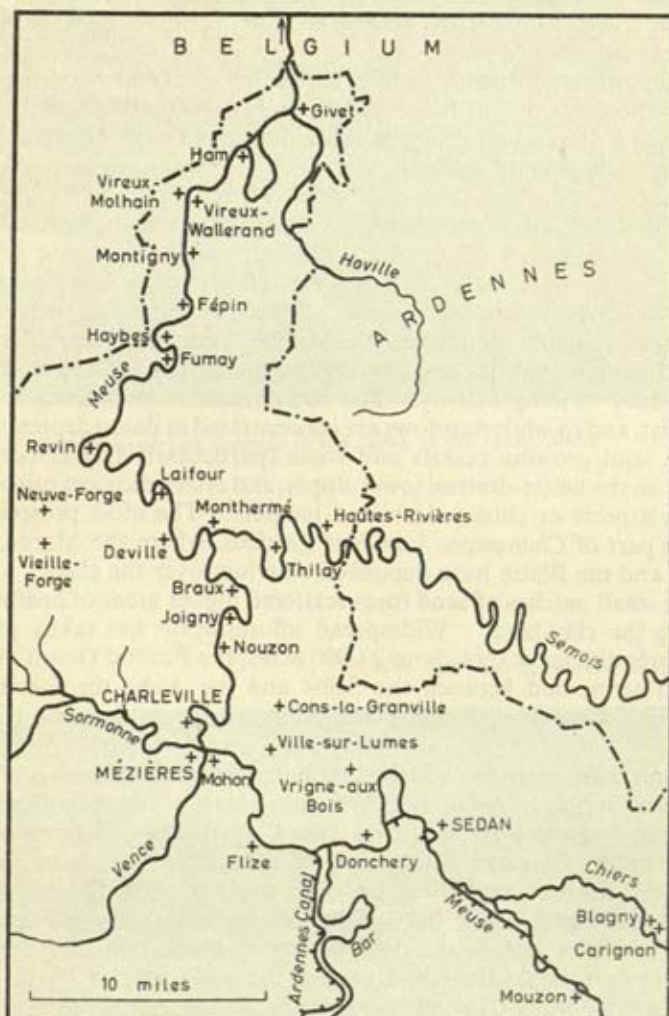 BELGIUM
Givet
Ham
Vireux-
Molhain
Vireux-
Wallerand
Montigny
Hoville
ARDENNES
Fépin
Haybes
Fumay
Meuse
Revin
Laifour
Neuve-Forge
Montherme
Hautes-Rivières
Vieille-
Forge
Deville
Thilay
Braux
Joigny
Semois
Nouzon
CHARLEVILLE
Cons-la-Granville
Sormonne
Ville-sur-Lumes
MÉZIÈRES
Mohon
Vrigne-aux
Bois
SEDAN
Vence
Flize
Donchery
Chiers
Meuse
Blagny
Ardennes Canal
Bar
Carignan
10 miles
Mouzon